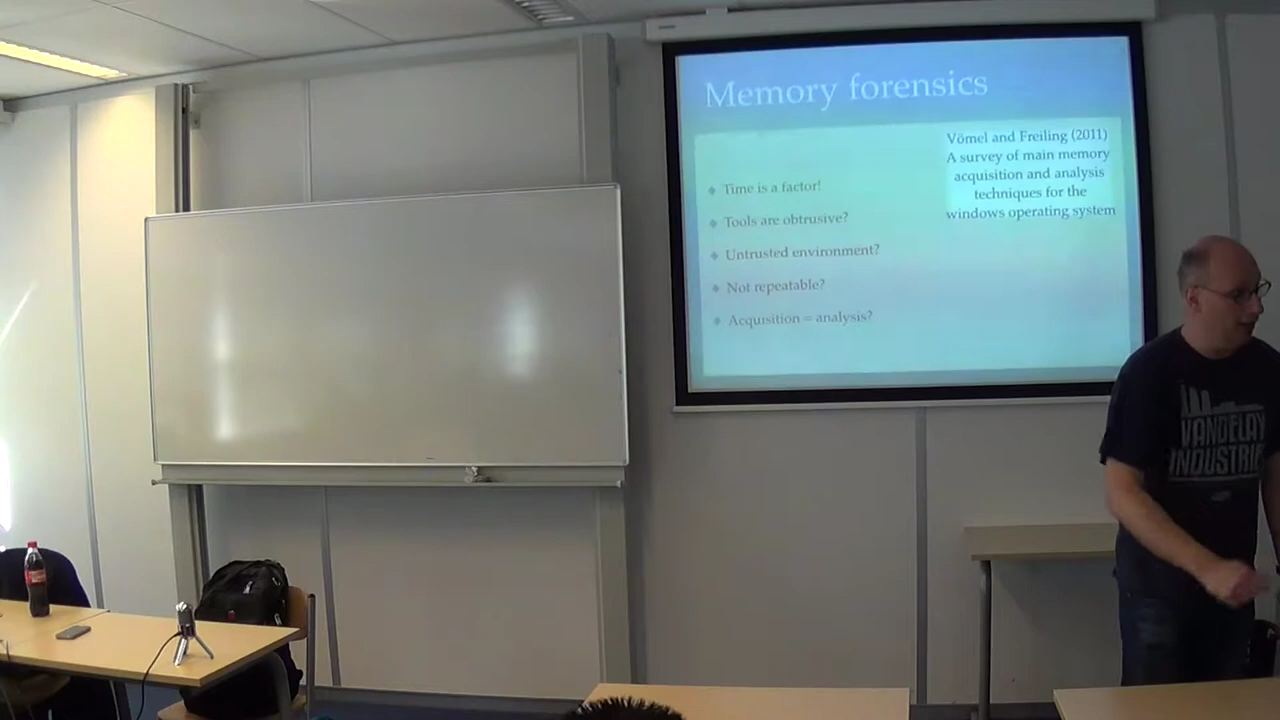 Memory forensics
Vömel and Freiling (2011)
A survey of main memory
acquisition and analysis
techniques for the
windows operating system
Time is a factor!
Tools are obtrusive?
Untrusted environment?
Not repeatable?
Acquisition = analysis?
VANDELAY